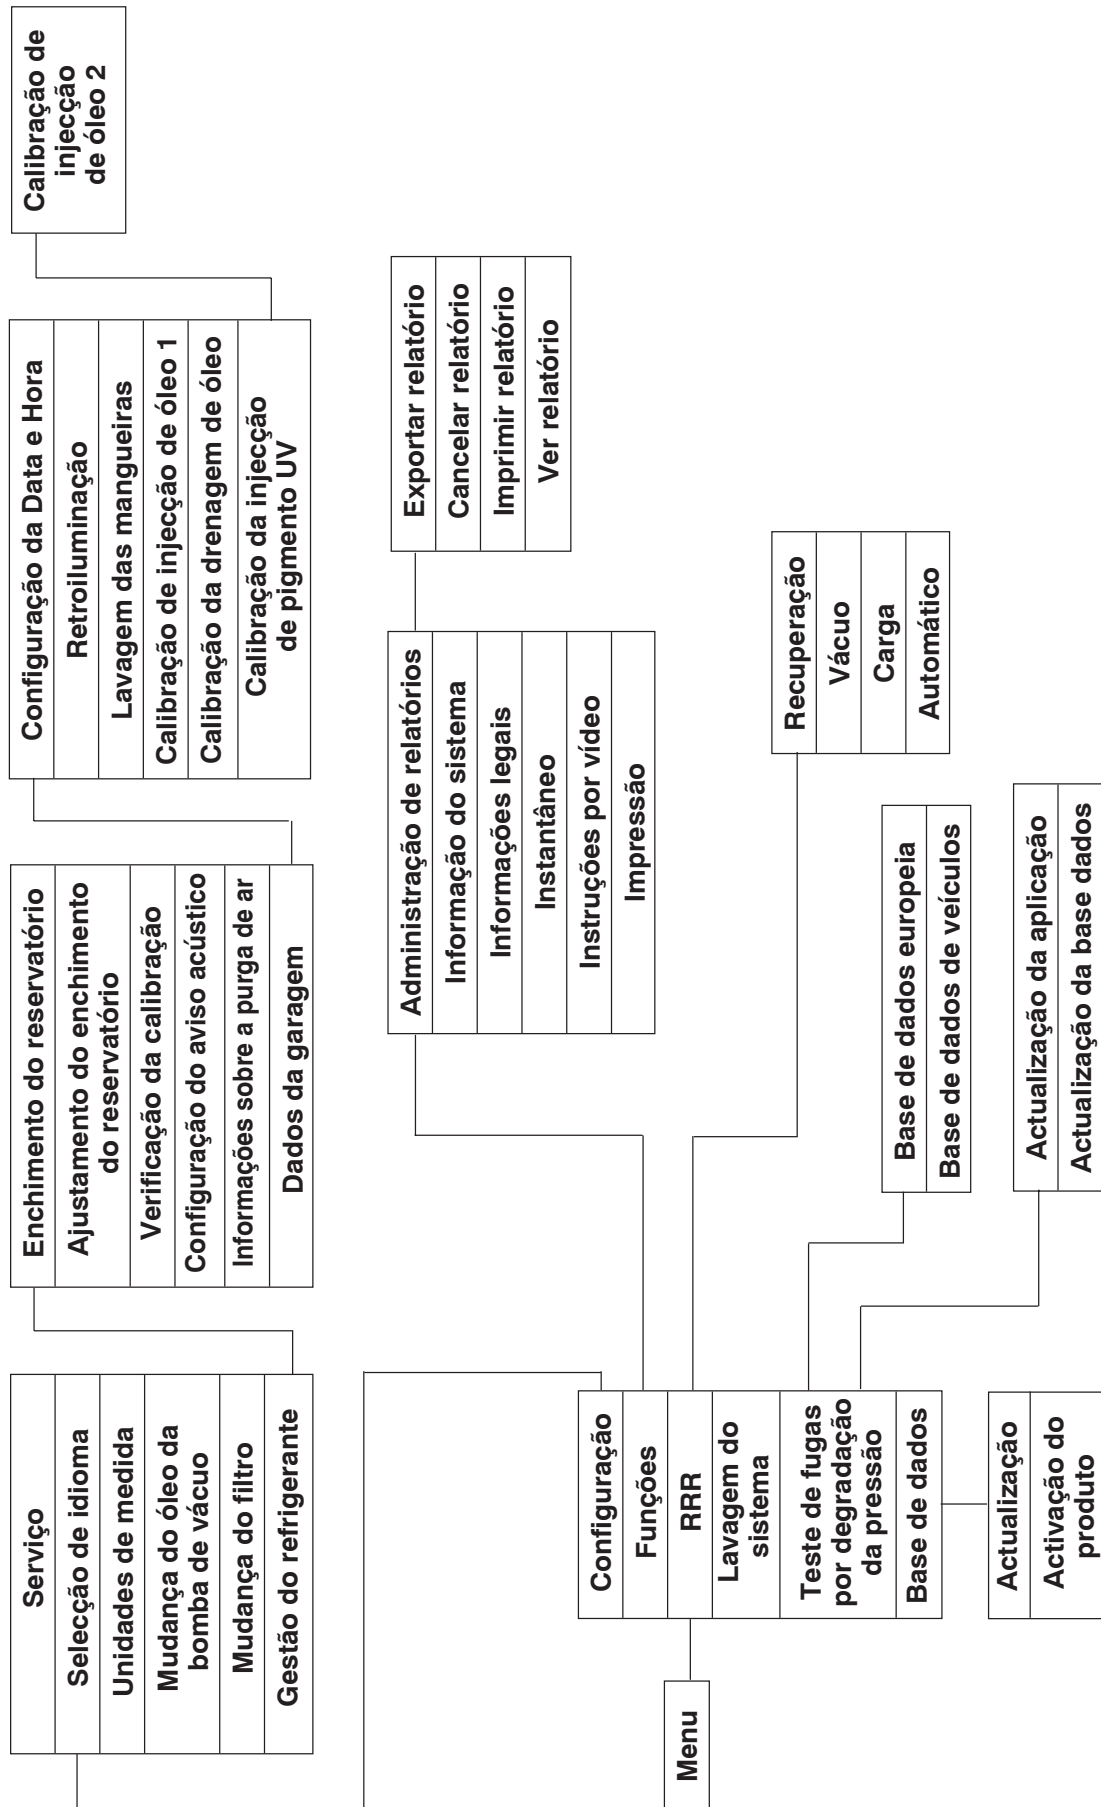 Serviço
Selecção de idioma
Unidades de medida
Mudança do óleo da
bomba de vácuo
Mudança do filtro
Gestão do refrigerante
Enchimento do reservatório
Ajustamento do enchimento
do reservatório
Verificação da calibração
Configuração do aviso acústico
Informações sobre a purga de ar
Dados da garagem
Configuração da Data e Hora
Retroiluminação
Lavagem das mangueiras
Calibração de injecção de óleo 1
Calibração da drenagem de óleo
Calibração da injecção
de pigmento UV
Calibração de
injecção
de óleo 2
Menu
Configuração
Funções
RRR
Lavagem do
sistema
Teste de fugas
por degradação
da pressão
Base de dados
Actualização
Activação do
produto
Administração de relatórios
Informação do sistema
Informações legais
Instantâneo
Instruções por vídeo
Impressão
Exportar relatório
Cancelar relatório
Imprimir relatório
Ver relatório
Recuperação
Vácuo
Carga
Automático
Base de dados europeia
Base de dados de veículos
Actualização da aplicação
Actualização da base dados